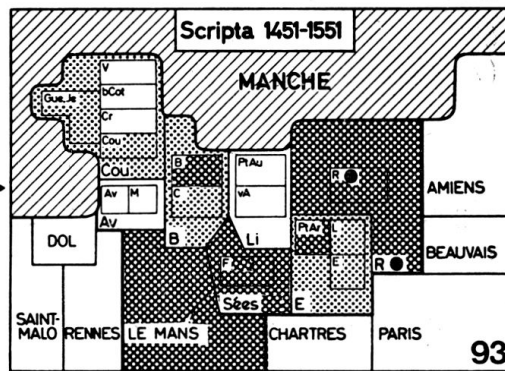 Scripta 1451-1551
MANCHE
V
Gue,Je
bCot
Cr
Cou
Cou
Av M
Av
B
C
B
PtAu
vA
Li
R
AMIENS
PtAr L
E
E
R
BEAUVAIS
F
Sées
DOL
SAINT-
MALO
RENNES
LE MANS
CHARTRES
PARIS
93